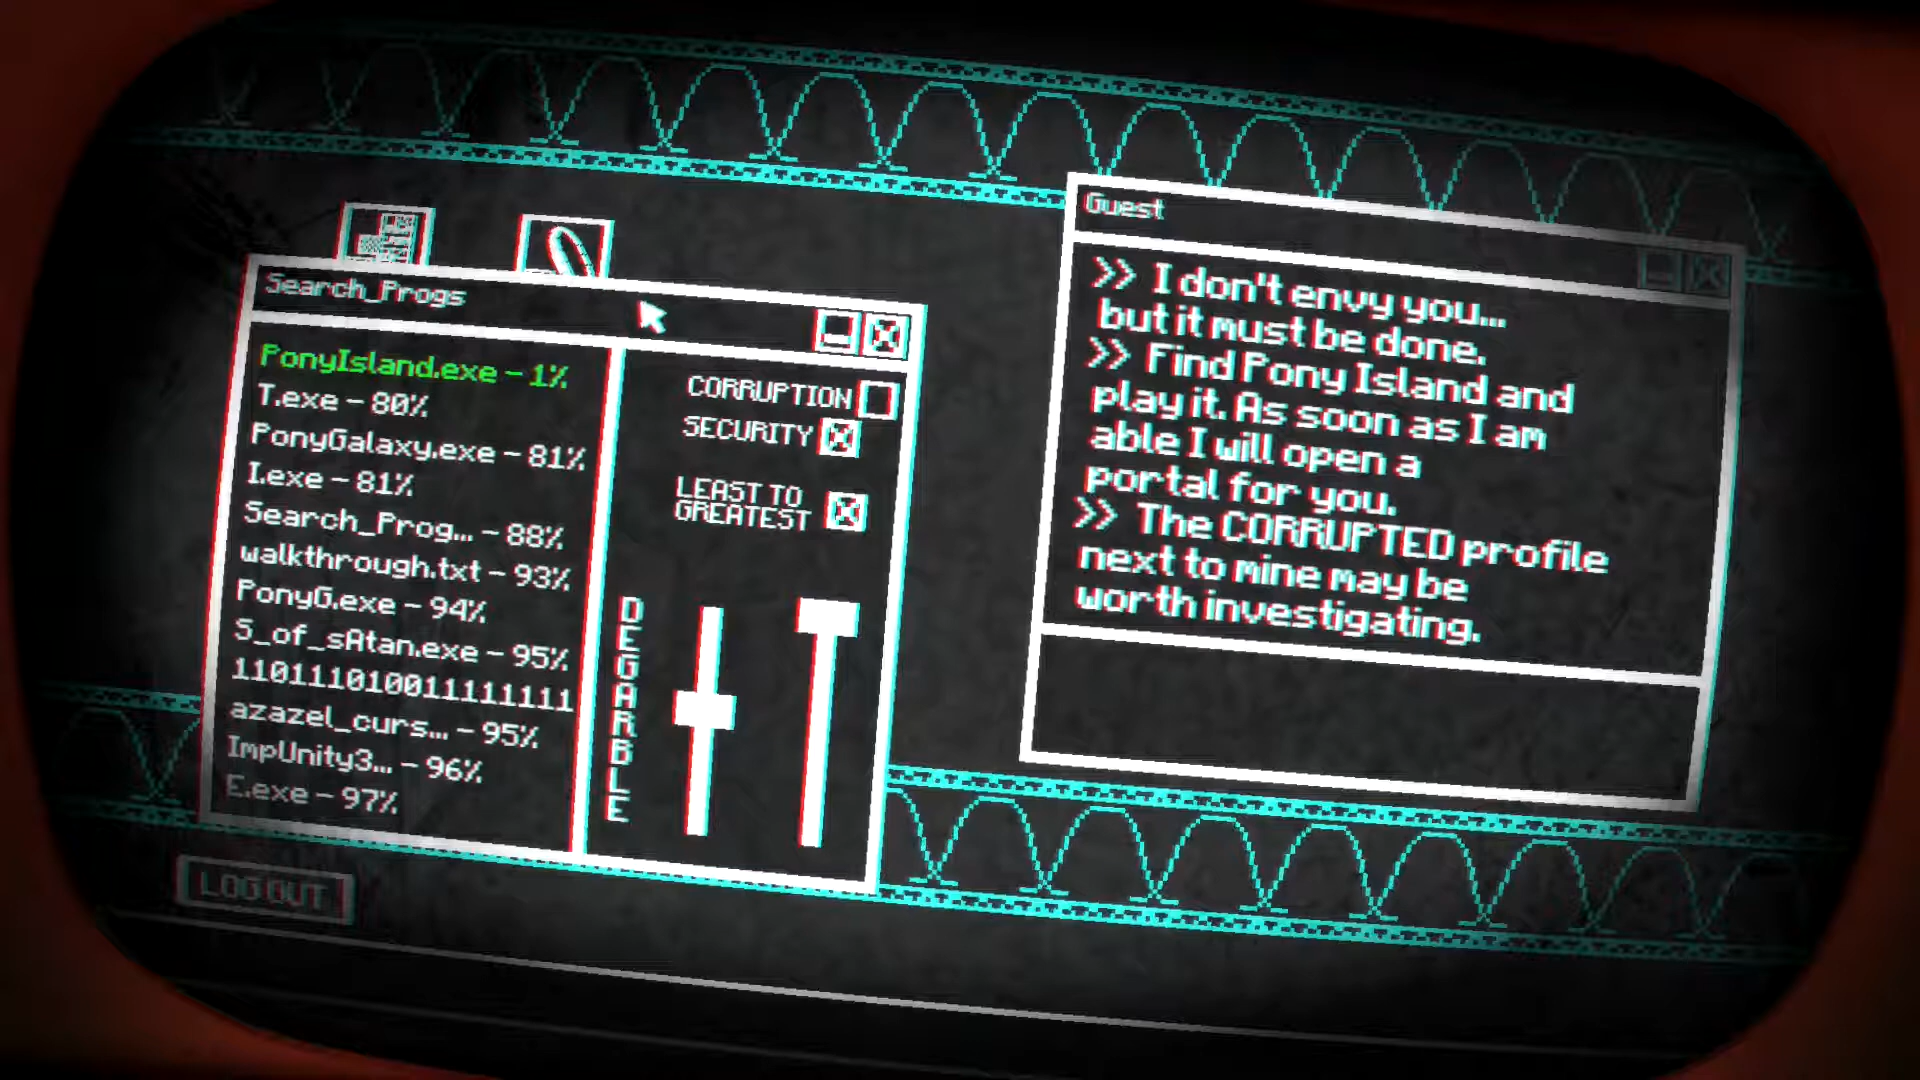 Search_Progs
PonyIsland.exe - 1%
T.exe - 80%
PonyGalaxy.exe - 81%
I.exe - 81%
Search_Prog... - 88%
walkthrough.txt - 93%
PonyG.exe - 94%
S_of_sAtan.exe - 95%
110111010011111111
azazel_curs... - 95%
ImpUnity3... - 96%
E.exe - 97%
CORRUPTION
SECURITY
LEAST TO
GREATEST
DEGARBLE
LOG OUT
Guest
>> I don't envy you...
but it must be done.
>> Find Pony Island and
play it. As soon as I am
able I will open a
portal for you.
>> The CORRUPTED profile
next to mine may be
worth investigating.